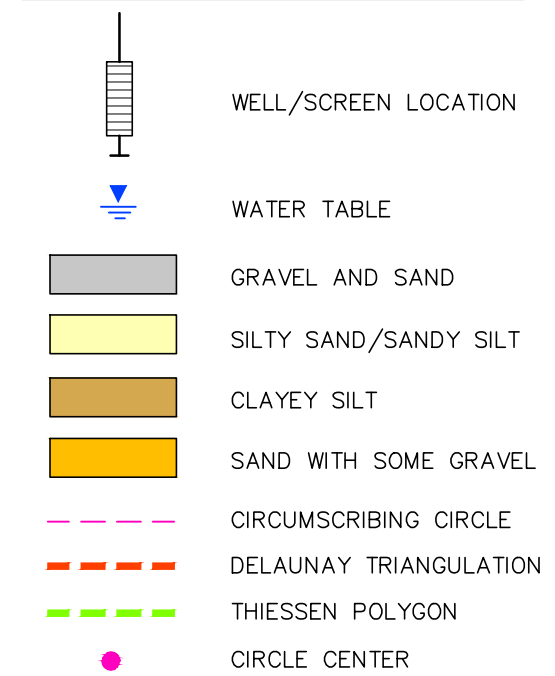 WELL/SCREEN LOCATION
WATER TABLE
GRAVEL AND SAND
SILTY SAND/SANDY SILT
CLAYEY SILT
SAND WITH SOME GRAVEL
CIRCUMSCRIBING CIRCLE
DELAUNAY TRIANGULATION
THIESSEN POLYGON
CIRCLE CENTER